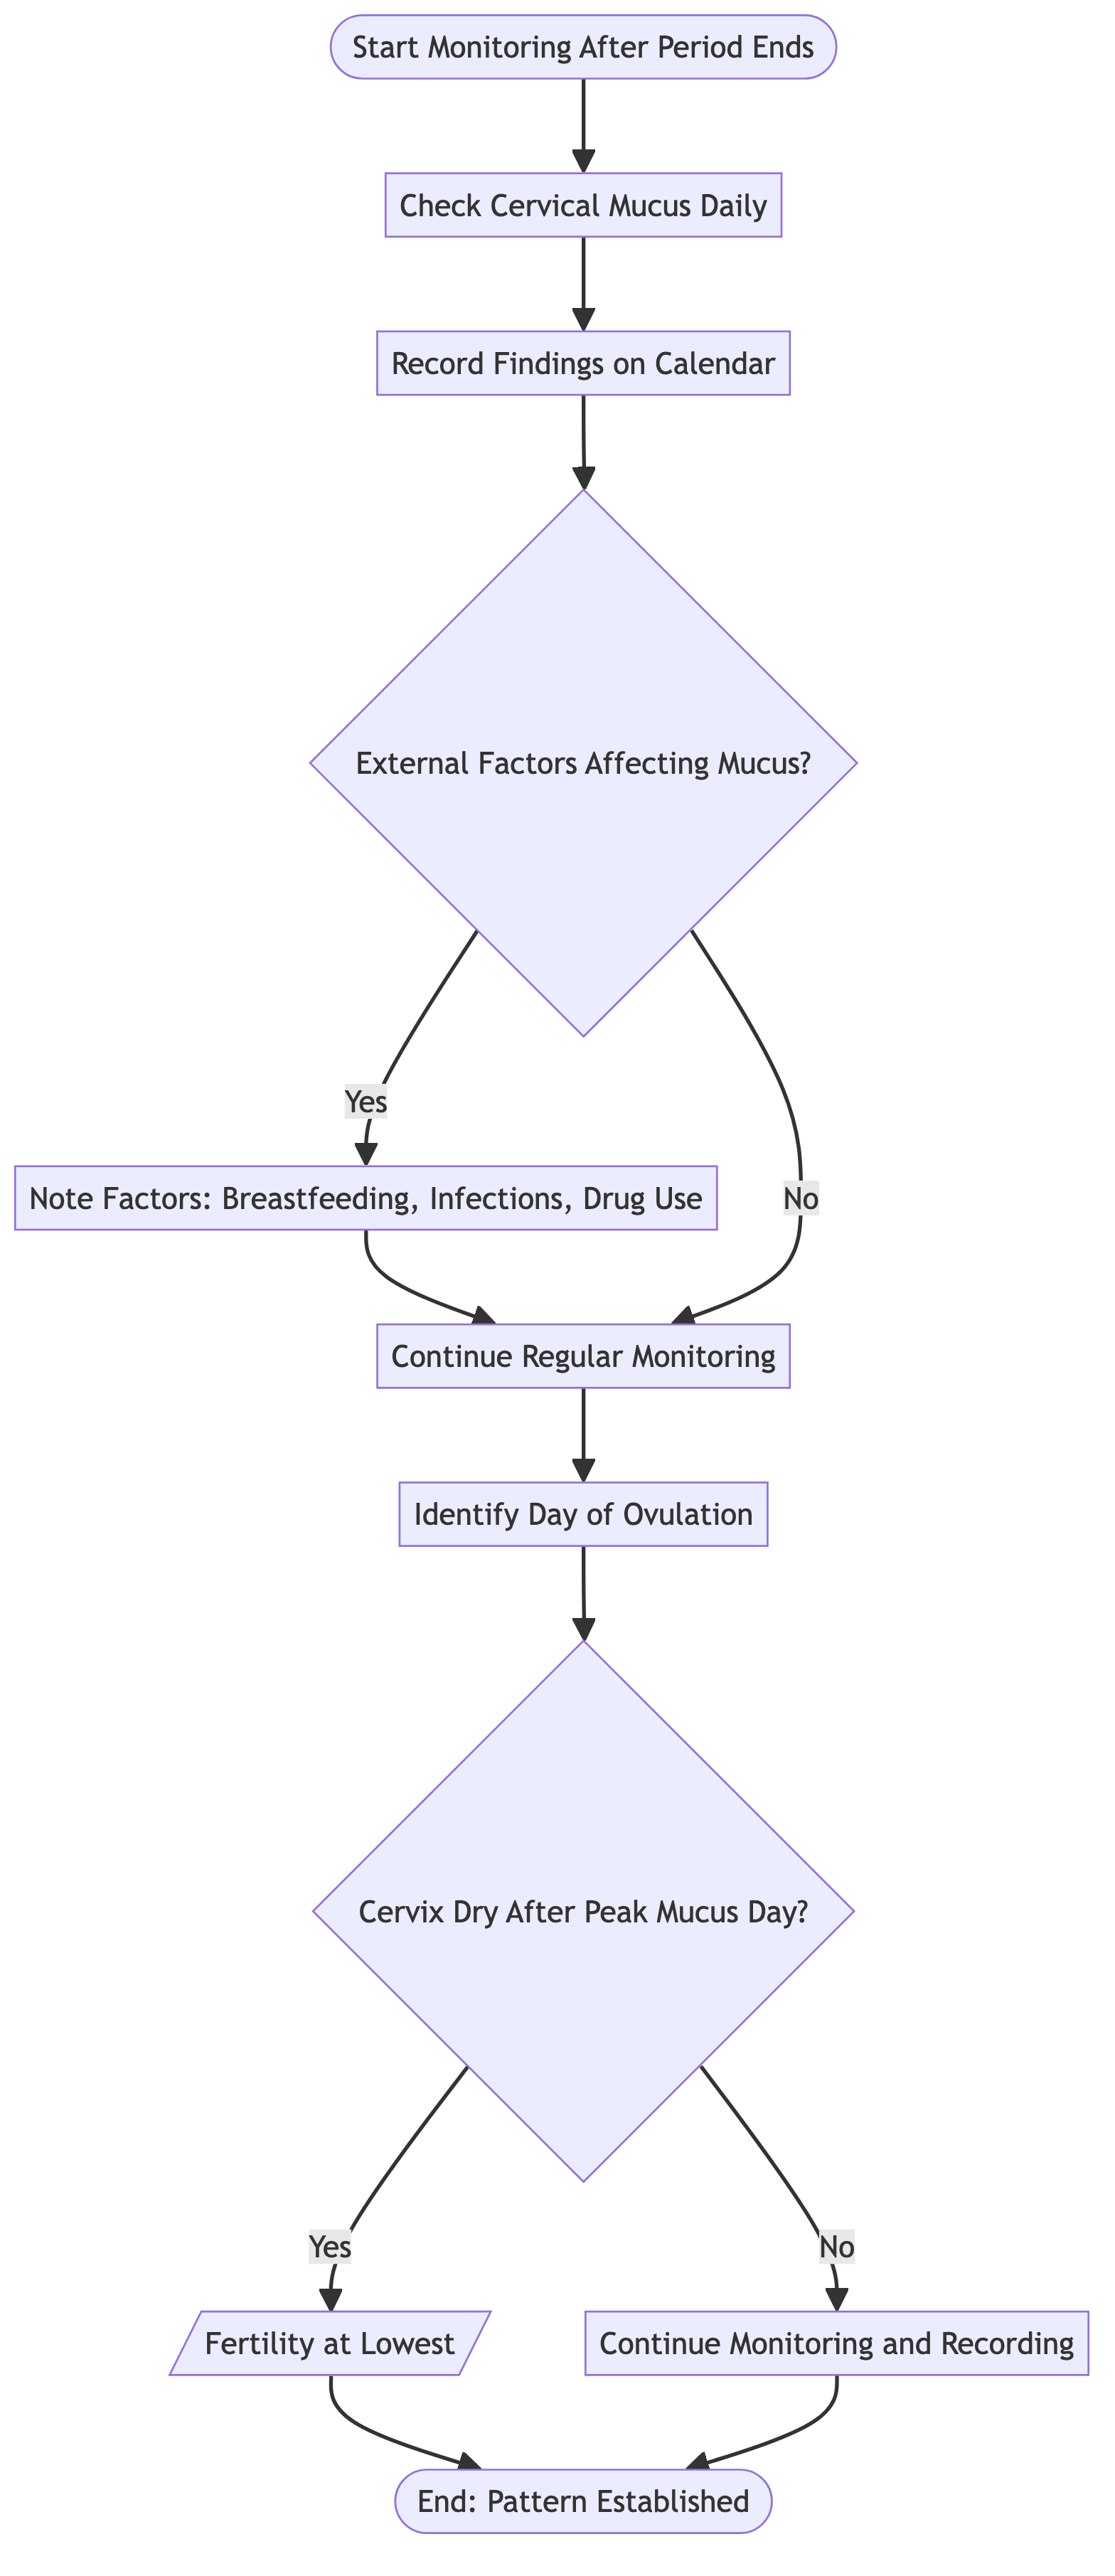 Start Monitoring After Period Ends
Check Cervical Mucus Daily
Record Findings on Calendar
External Factors Affecting Mucus?
Yes
Note Factors: Breastfeeding, Infections, Drug Use
No
Continue Regular Monitoring
Identify Day of Ovulation
Cervix Dry After Peak Mucus Day?
Yes
No
Fertility at Lowest
Continue Monitoring and Recording
End: Pattern Established